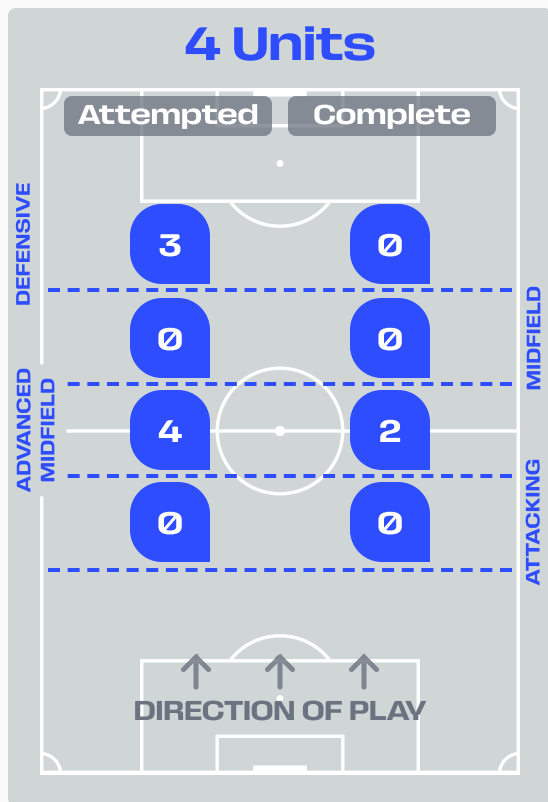 4 Units
Attempted Complete
DEFENSIVE
3 0
MIDFIELD
0 0
ADVANCED
MIDFIELD
4 2
ATTACKING
0 0
DIRECTION OF PLAY